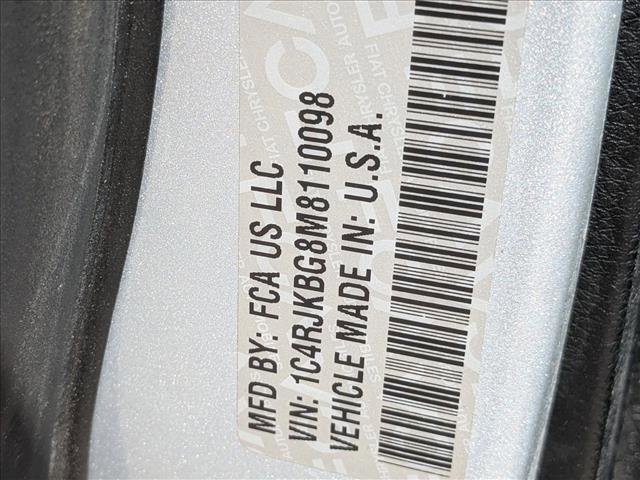 MFD BY: FCA US LLC
VIN: 1C4RJKBG8M8110098
VEHICLE MADE IN: U.S.A.